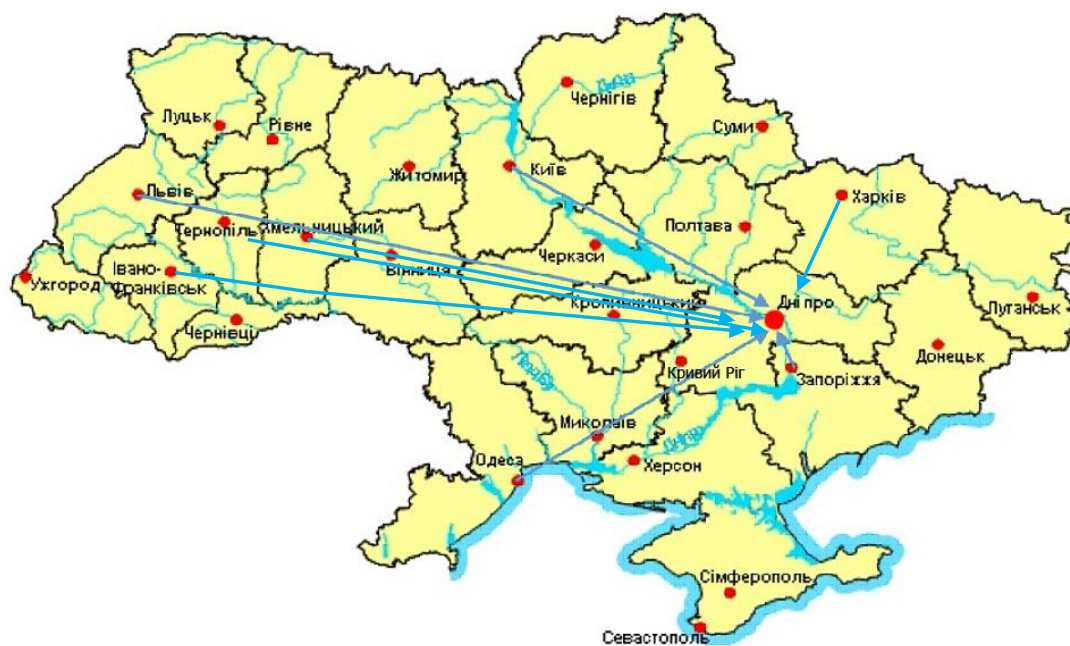 Чернігів
Луцьк
Рівне
Суми
Житомир
Київ
Львів
Харків
Тернопіль
Хмельницький
Полтава
Черкаси
Вінниця
Ужгород
Івано-
Франківськ
Кропивницький
Дніпро
Луганськ
Чернівці
Донецьк
Кривий Ріг
Запоріжжя
Миколаїв
Одеса
Херсон
Сімферополь
Севастополь